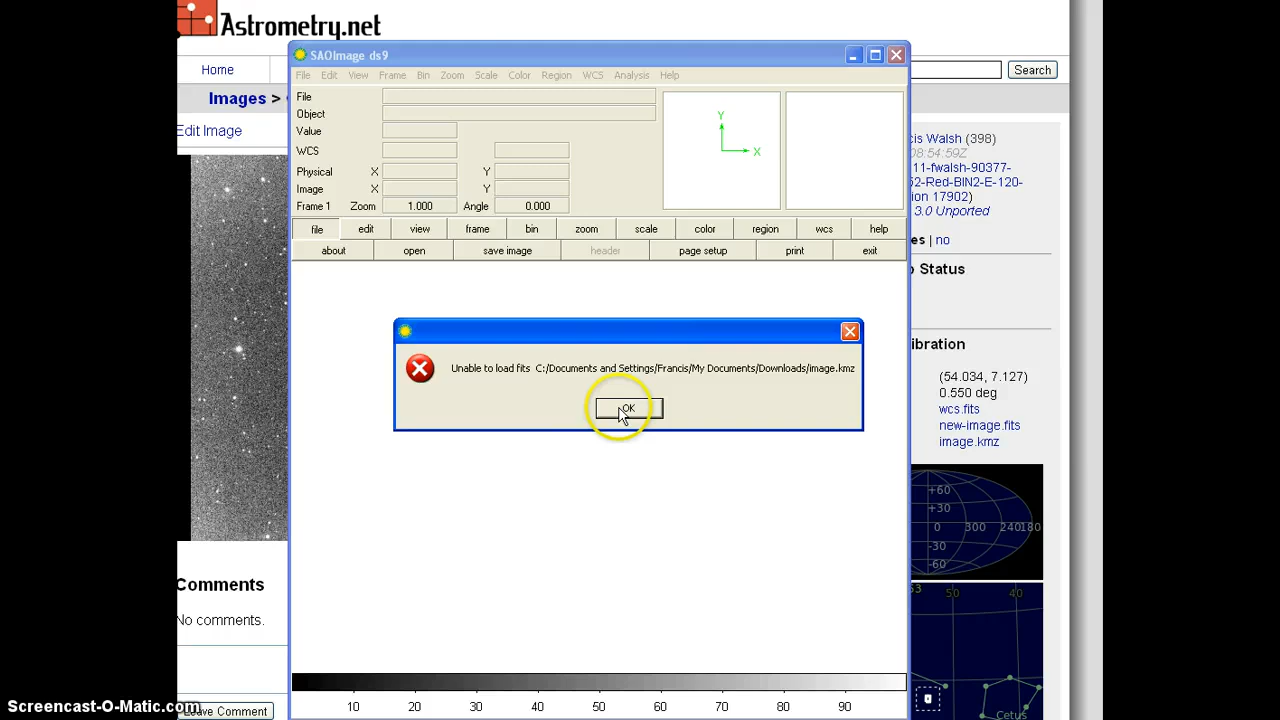 Astrometry.net
SAOImage ds9
File Edit View Frame Bin Zoom Scale Color Region WCS Analysis Help
Home
Search
File
Images >
Object
Edit Image
Value
WCS
Physical X Y
Image X Y
Frame 1 Zoom 1.000 Angle 0.000
Y
X
cis Walsh (398)
08:54:59Z
11-fwalsh-90377-
52-Red-BIN2-E-120-
ion 17902)
3.0 Unported
file edit view frame bin zoom scale color region wcs help
about open save image header page setup print exit
es | no
b Status
Unable to load fits C:/Documents and Settings/Francis/My Documents/Downloads/image.kmz
OK
ibration
(54.034, 7.127)
0.550 deg
wcs.fits
new-image.fits
image.kmz
+60
+30
0 300 240 180
-30
-60
53 50 40
Cetus
Comments
No comments.
Leave Comment
10 20 30 40 50 60 70 80 90
Screencast-O-Matic.com